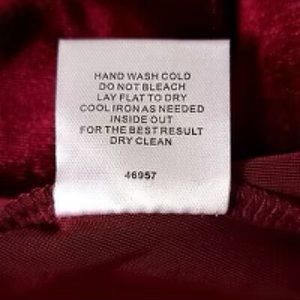 HAND WASH COLD
DO NOT BLEACH
LAY FLAT TO DRY
COOL IRON AS NEEDED
INSIDE OUT
FOR THE BEST RESULT
DRY CLEAN
46957